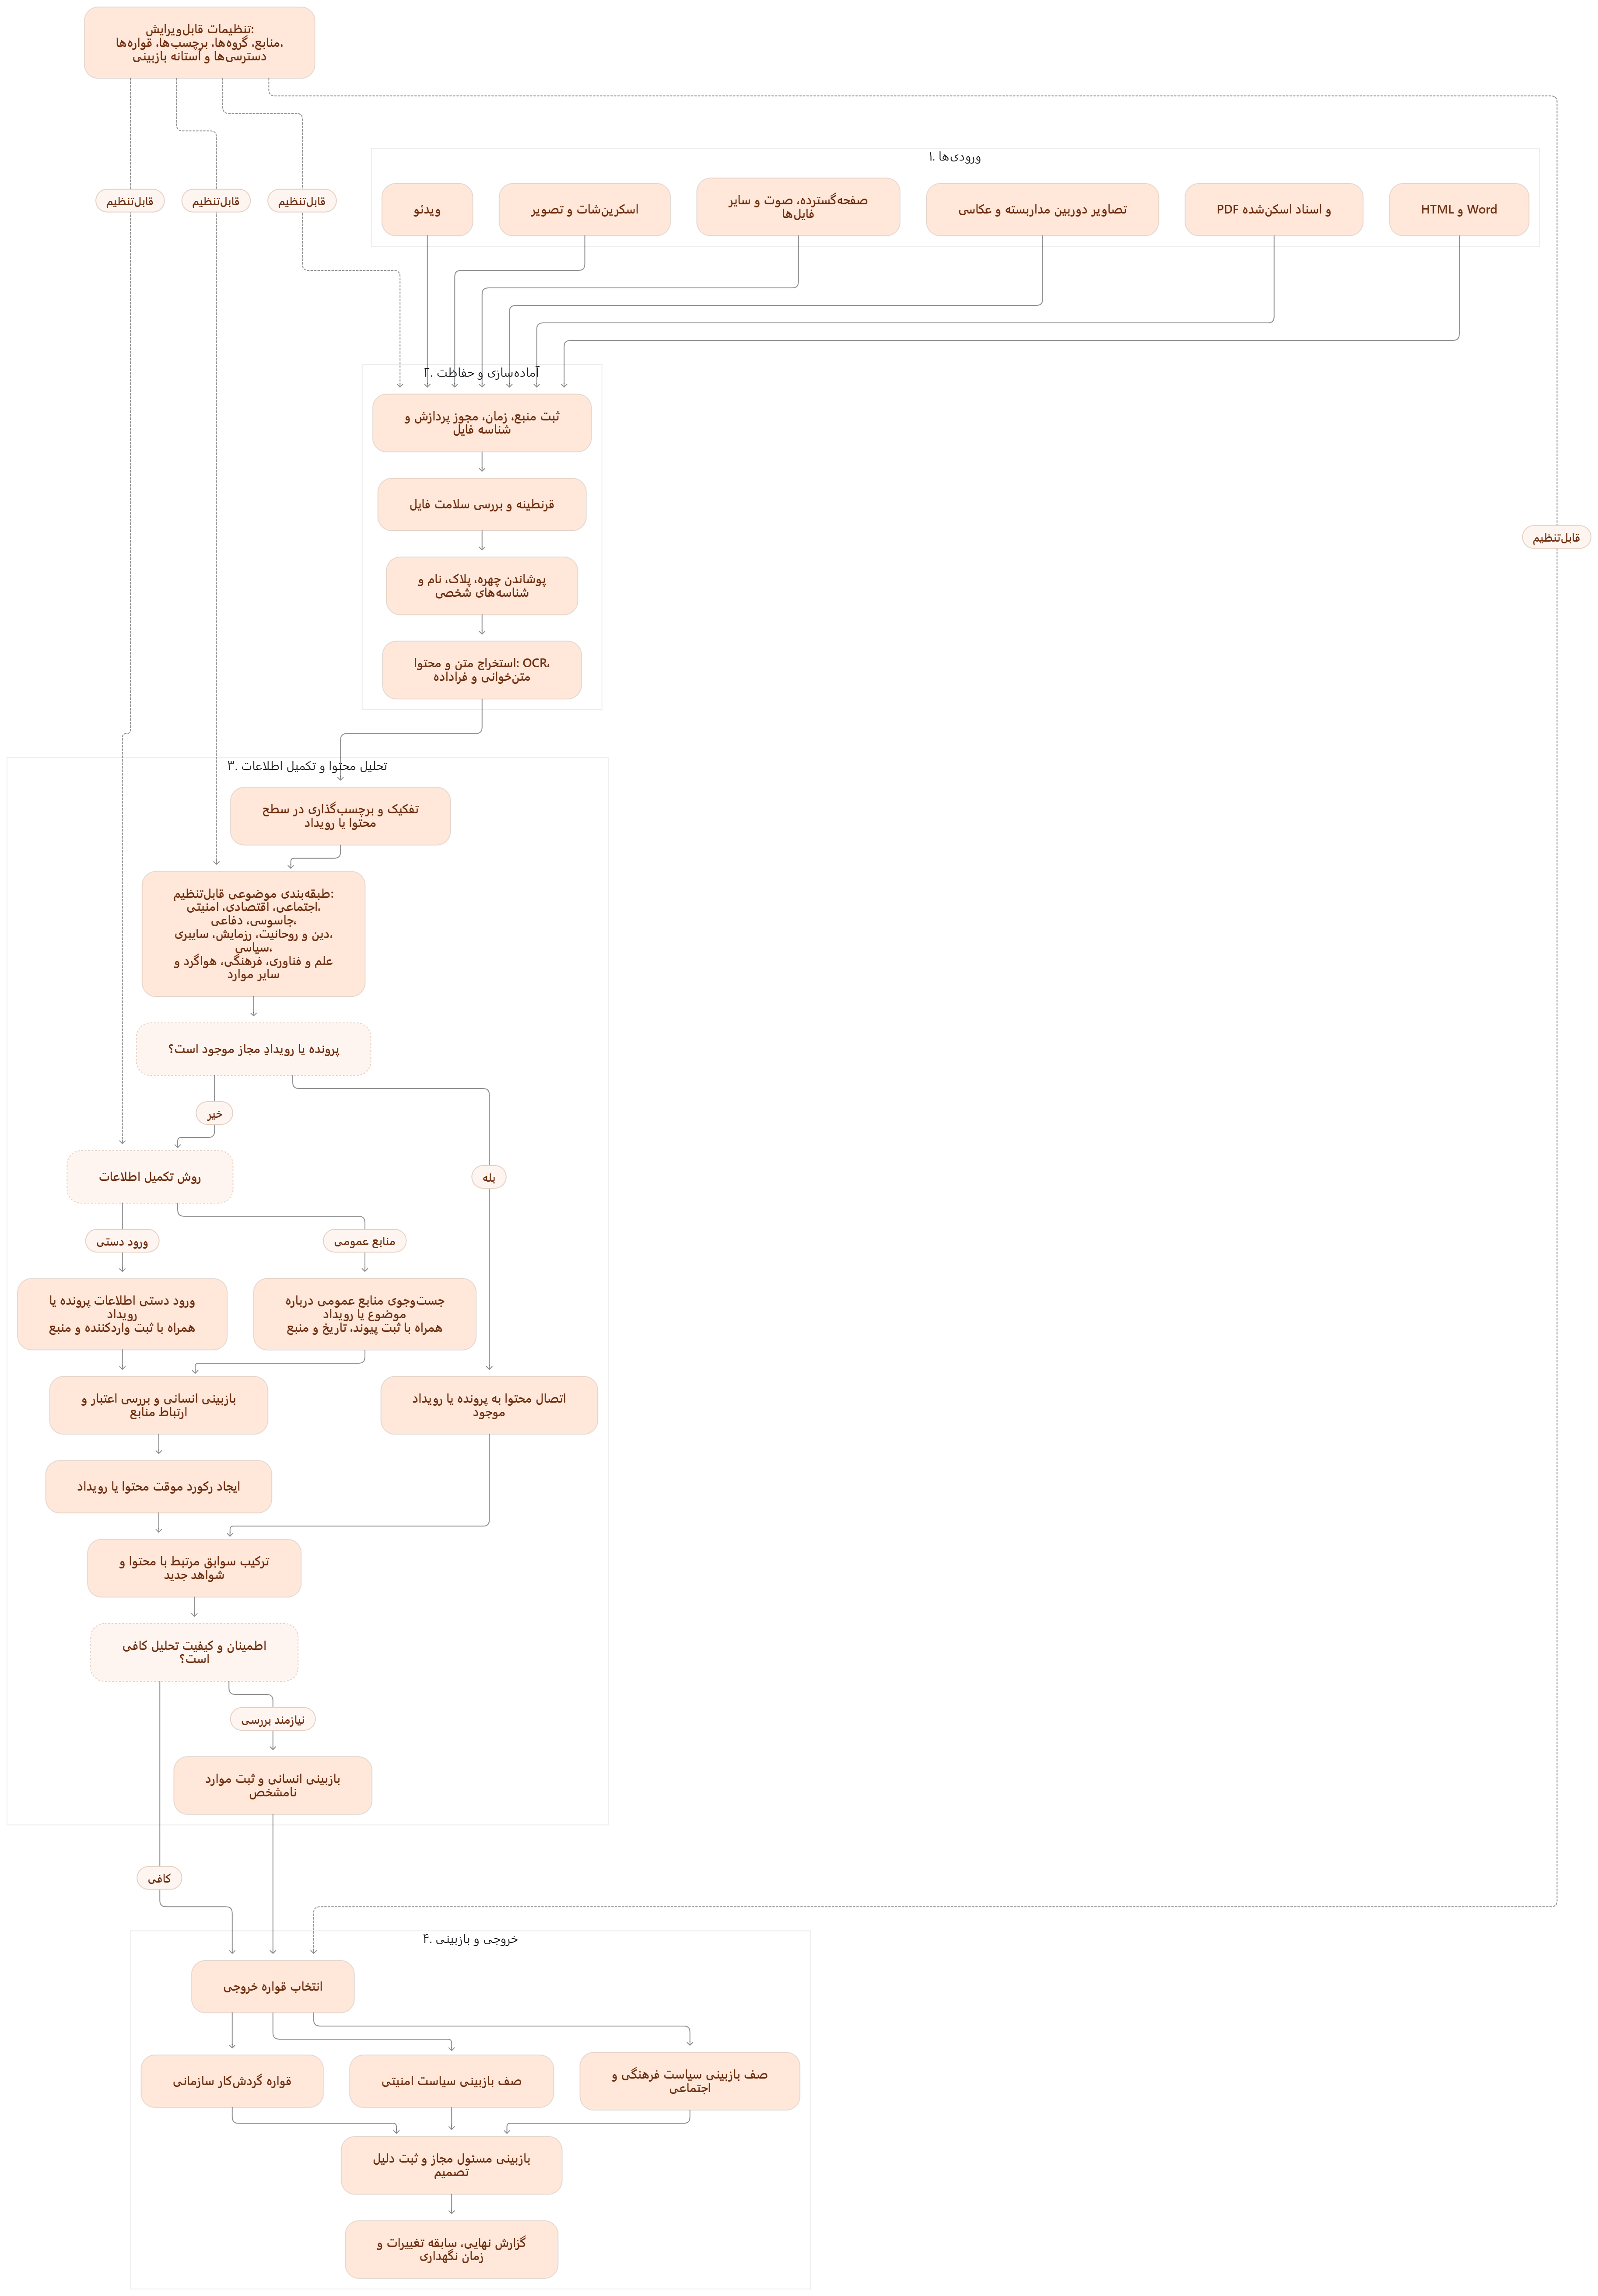 تنظیمات قابل‌ویرایش:
منابع، گروه‌ها، برچسب‌ها، قواره‌ها،
دسترسی‌ها و آستانه بازبینی
قابل‌تنظیم
قابل‌تنظیم
قابل‌تنظیم
۱. ورودی‌ها
ویدئو
اسکرین‌شات و تصویر
صفحه‌گسترده، صوت و سایر
فایل‌ها
تصاویر دوربین مداربسته و عکاسی
PDF و اسناد اسکن‌شده
Word و HTML
۲. آماده‌سازی و حفاظت
ثبت منبع، زمان، مجوز پردازش و
شناسه فایل
قرنطینه و بررسی سلامت فایل
قابل‌تنظیم
پوشاندن چهره، پلاک، نام و
شناسه‌های شخصی
استخراج متن و محتوا: OCR،
متن‌خوانی و فراداده
۳. تحلیل محتوا و تکمیل اطلاعات
تفکیک و برچسب‌گذاری در سطح
محتوا یا رویداد
طبقه‌بندی موضوعی قابل‌تنظیم:
اجتماعی، اقتصادی، امنیتی،
جاسوسی، دفاعی،
دین و روحانیت، رزمایش، سایبری،
سیاسی،
علم و فناوری، فرهنگی، هواگرد و
سایر موارد
پرونده یا رویدادِ مجاز موجود است؟
خیر
بله
روش تکمیل اطلاعات
ورود دستی
منابع عمومی
ورود دستی اطلاعات پرونده یا
رویداد
همراه با ثبت واردکننده و منبع
جست‌وجوی منابع عمومی درباره
موضوع یا رویداد
همراه با ثبت پیوند، تاریخ و منبع
بازبینی انسانی و بررسی اعتبار و
ارتباط منابع
اتصال محتوا به پرونده یا رویداد
موجود
ایجاد رکورد موقت محتوا یا رویداد
ترکیب سوابق مرتبط با محتوا و
شواهد جدید
اطمینان و کیفیت تحلیل کافی
است؟
نیازمند بررسی
بازبینی انسانی و ثبت موارد
نامشخص
کافی
۴. خروجی و بازبینی
انتخاب قواره خروجی
قواره گردش‌کار سازمانی
صف بازبینی سیاست امنیتی
صف بازبینی سیاست فرهنگی و
اجتماعی
بازبینی مسئول مجاز و ثبت دلیل
تصمیم
گزارش نهایی، سابقه تغییرات و
زمان نگهداری